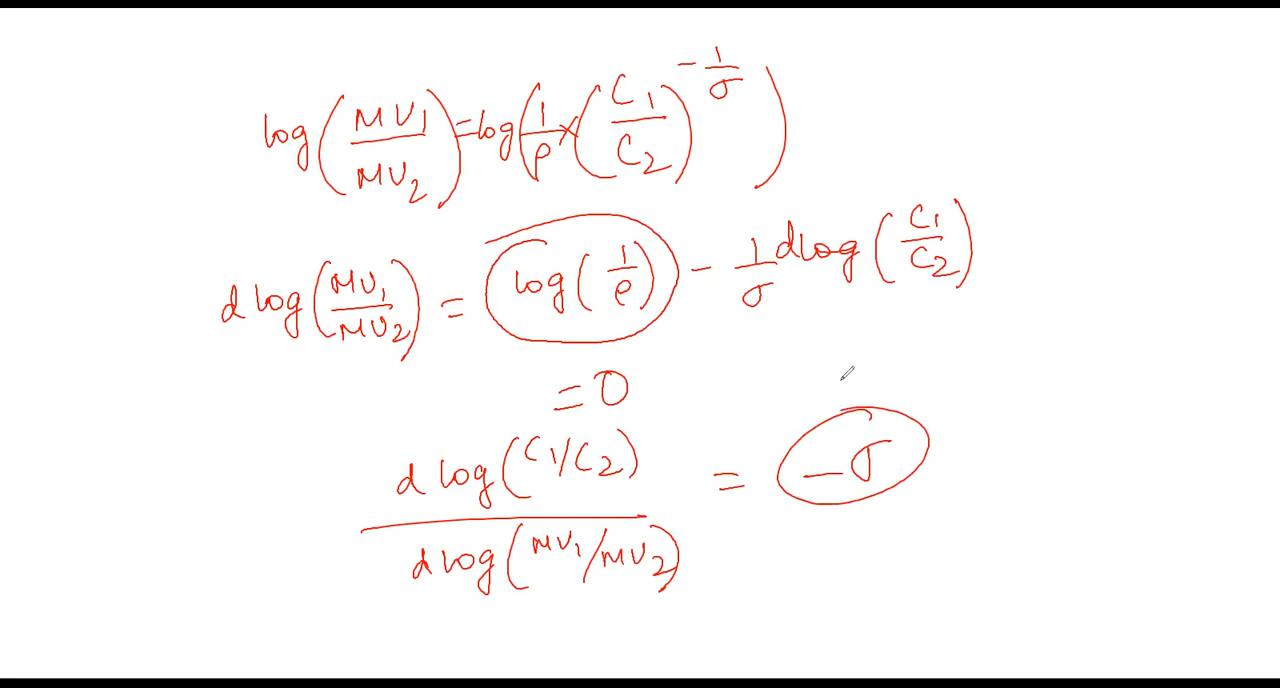 log(MU₁/MU₂) = log(1/ρ × (C₁/C₂)^(-1/σ))
d log(MU₁/MU₂) = log(1/ρ) - 1/σ dlog(C₁/C₂)
= 0
d log(C₁/C₂) / d log(MU₁/MU₂) = -σ